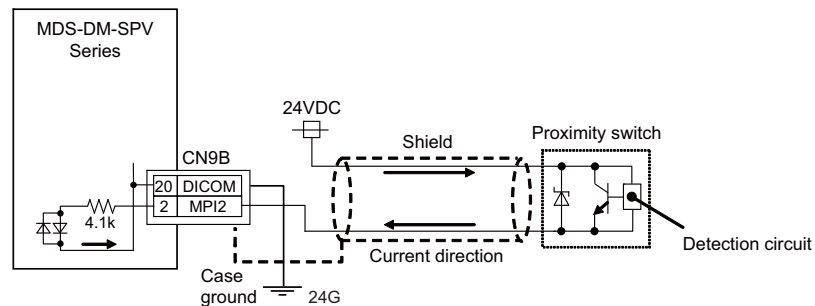 MDS-DM-SPV
Series
24VDC
Shield
Proximity switch
CN9B
20 DICOM
2 MPI2
4.1k
Detection circuit
Current direction
Case
ground
24G